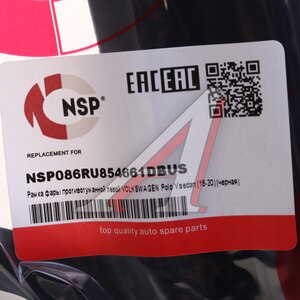 NSP
EAC EAC
REPLACEMENT FOR
NSP086RU854661DBUS
Рамка фары противотуманной левой VOLKSWAGEN Polo V sedan (15-20)(черная)
top quality auto spare parts